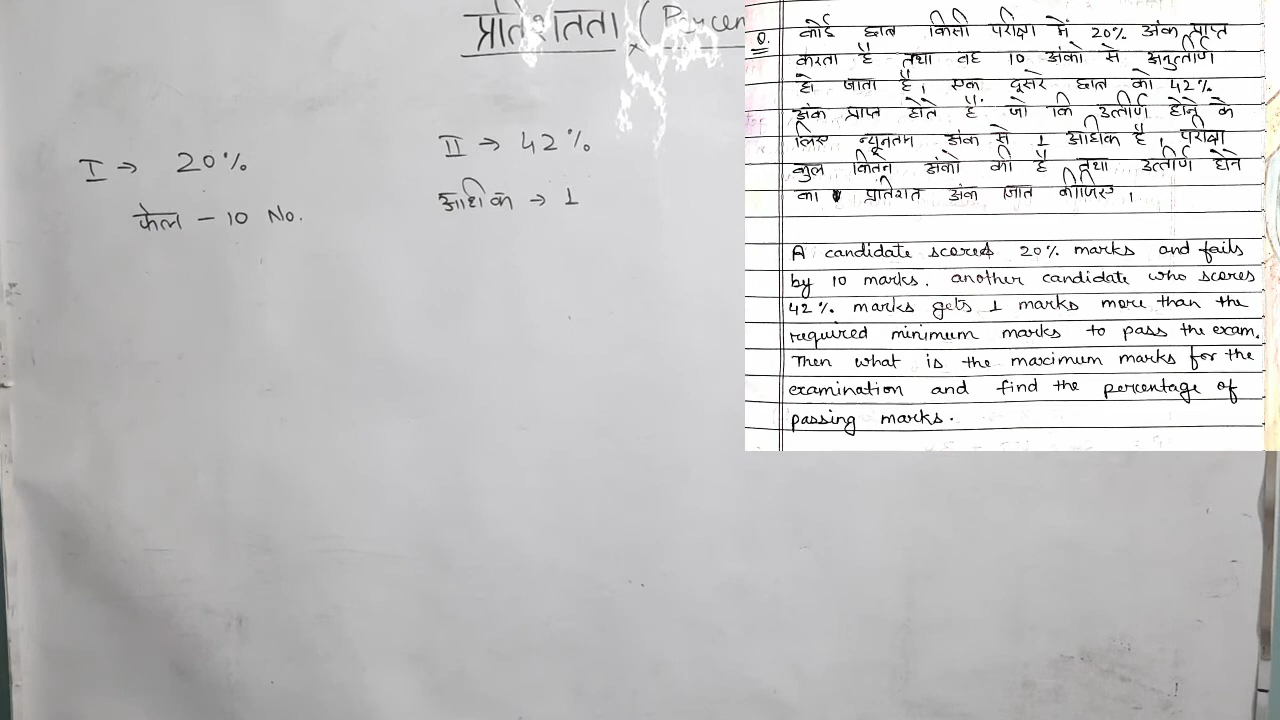 प्रतिशतता (Percen
I → 20%
फेल – 10 No.
II → 42%
अधिक → 1
Q. कोई छात्र किसी परीक्षा में 20% अंक प्राप्त
करता है तथा वह 10 अंको से अनुत्तीर्ण
हो जाता है, एक दूसरे छात्र को 42%
अंक प्राप्त होते हैं जो कि उत्तीर्ण होने के
लिए न्यूनतम अंक से 1 अधिक है, परीक्षा
कुल कितने अंको की है तथा उत्तीर्ण होने
का प्रतिशत अंक ज्ञात कीजिए,
A candidate scores 20% marks and fails
by 10 marks. another candidate who scores
42% marks gets 1 marks more than the
required minimum marks to pass the exam.
Then what is the maximum marks for the
examination and find the percentage of
passing marks.